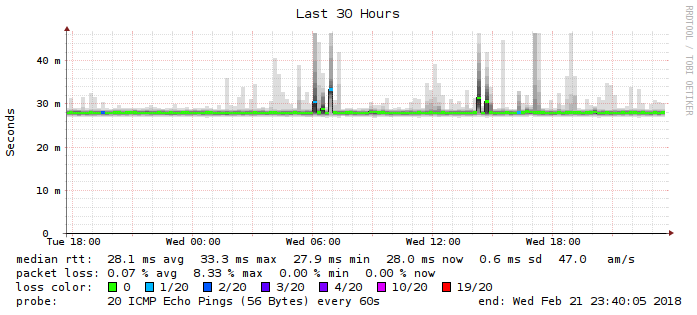 Last 30 Hours
RRDTOOL / TOBI OETIKER
Seconds
40 m
30 m
20 m
10 m
0
Tue 18:00 Wed 00:00 Wed 06:00 Wed 12:00 Wed 18:00
median rtt: 28.1 ms avg 33.3 ms max 27.9 ms min 28.0 ms now 0.6 ms sd 47.0 am/s
packet loss: 0.07 % avg 8.33 % max 0.00 % min 0.00 % now
loss color: 0 1/20 2/20 3/20 4/20 10/20 19/20
probe: 20 ICMP Echo Pings (56 Bytes) every 60s end: Wed Feb 21 23:40:05 2018